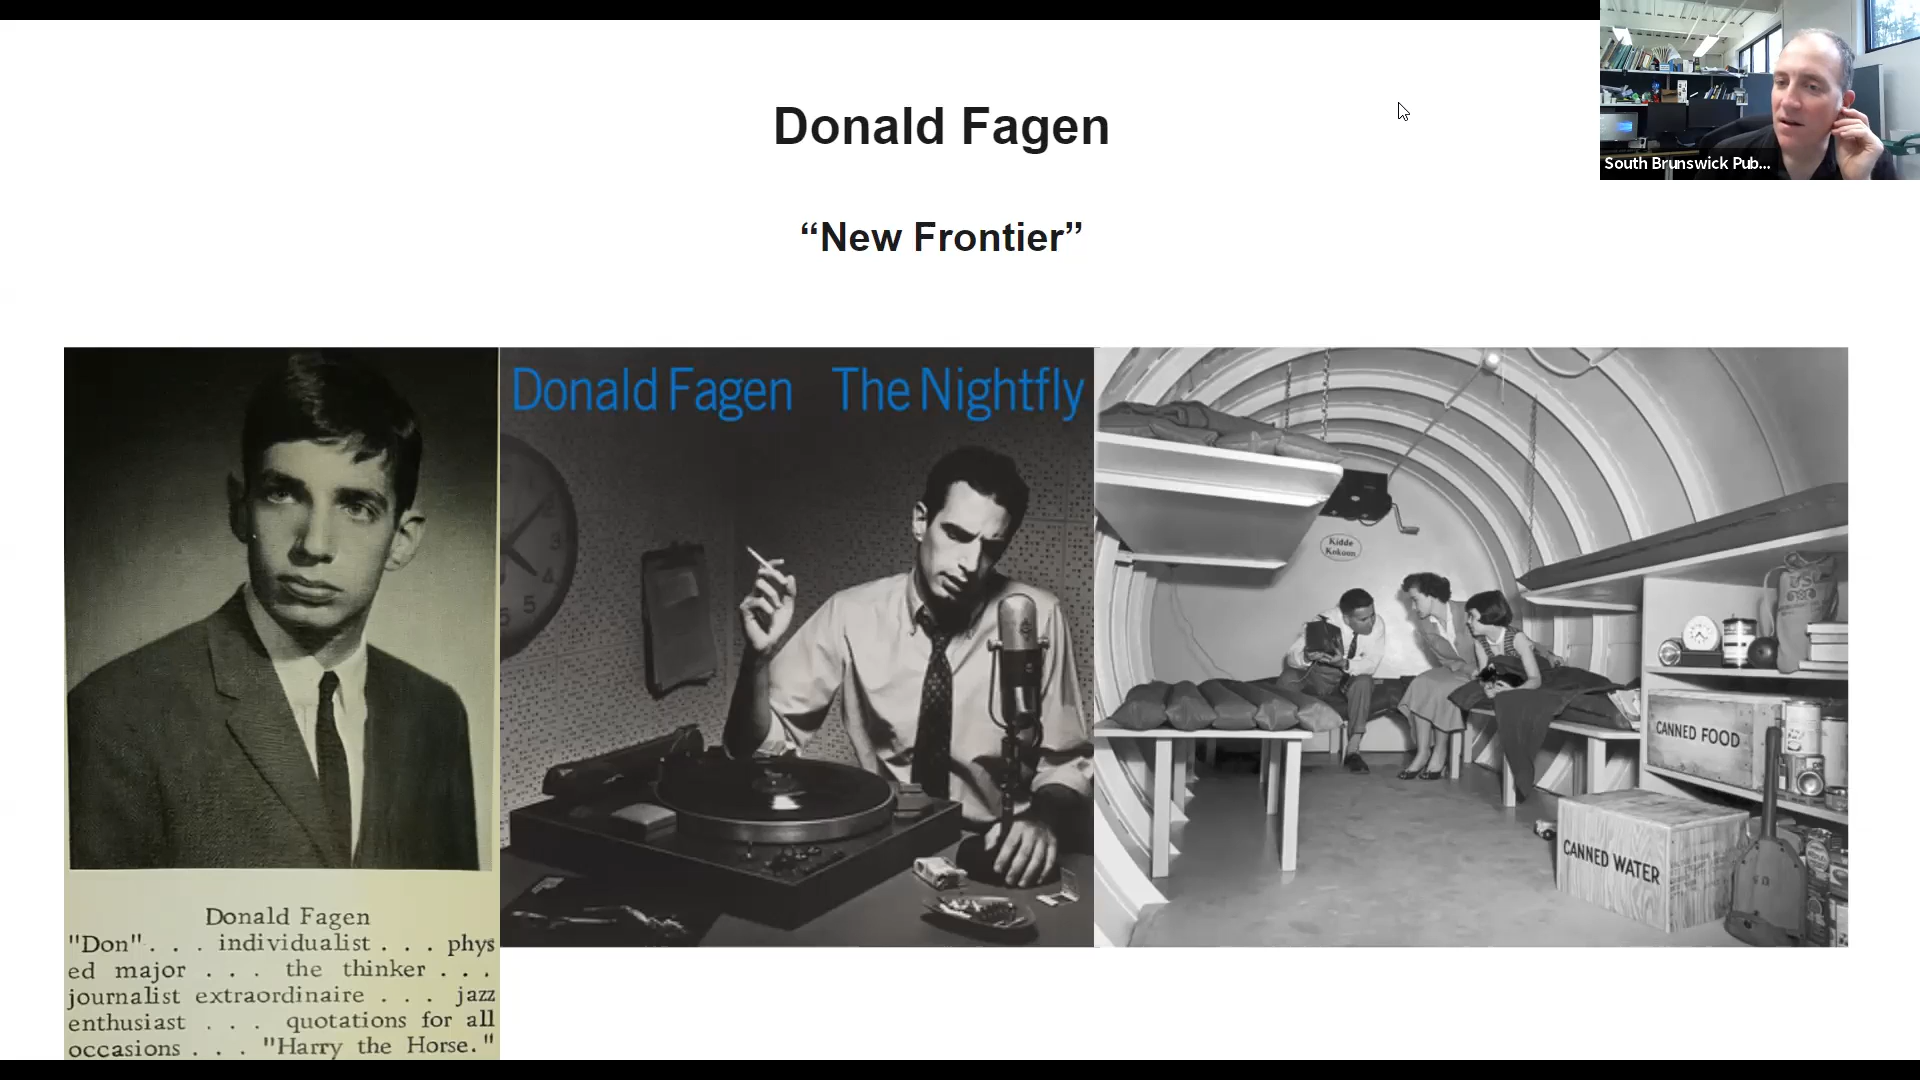 Donald Fagen
South Brunswick Pub...
“New Frontier”
Donald Fagen The Nightfly
Kidde
Kokoon
CANNED FOOD
CANNED WATER
Donald Fagen
"Don". . . individualist . . . phys
ed major . . . the thinker . . .
journalist extraordinaire . . . jazz
enthusiast . . . quotations for all
occasions . . . "Harry the Horse."